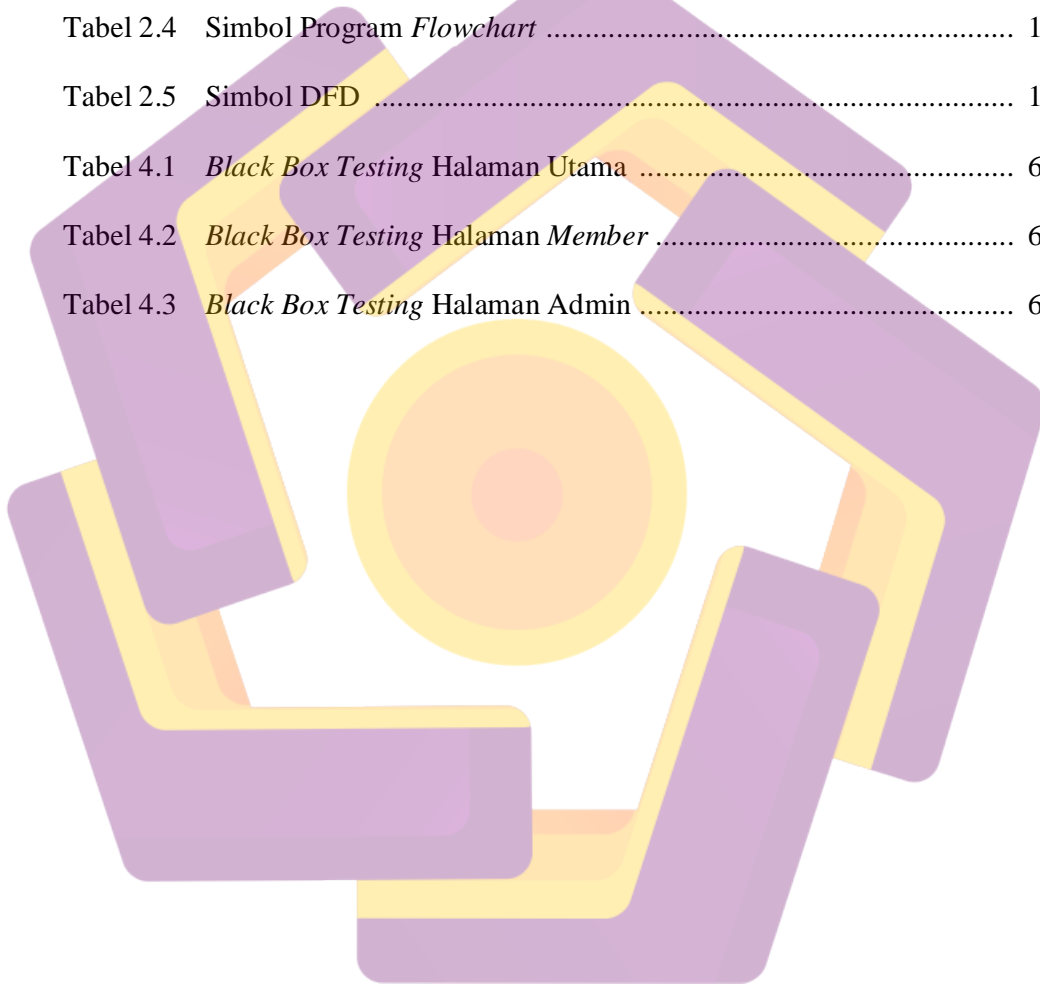 Tabel 2.4 Simbol Program Flowchart ................................................................ 1
Tabel 2.5 Simbol DFD ........................................................................................ 1
Tabel 4.1 Black Box Testing Halaman Utama ................................................... 6
Tabel 4.2 Black Box Testing Halaman Member ................................................. 6
Tabel 4.3 Black Box Testing Halaman Admin ................................................... 6